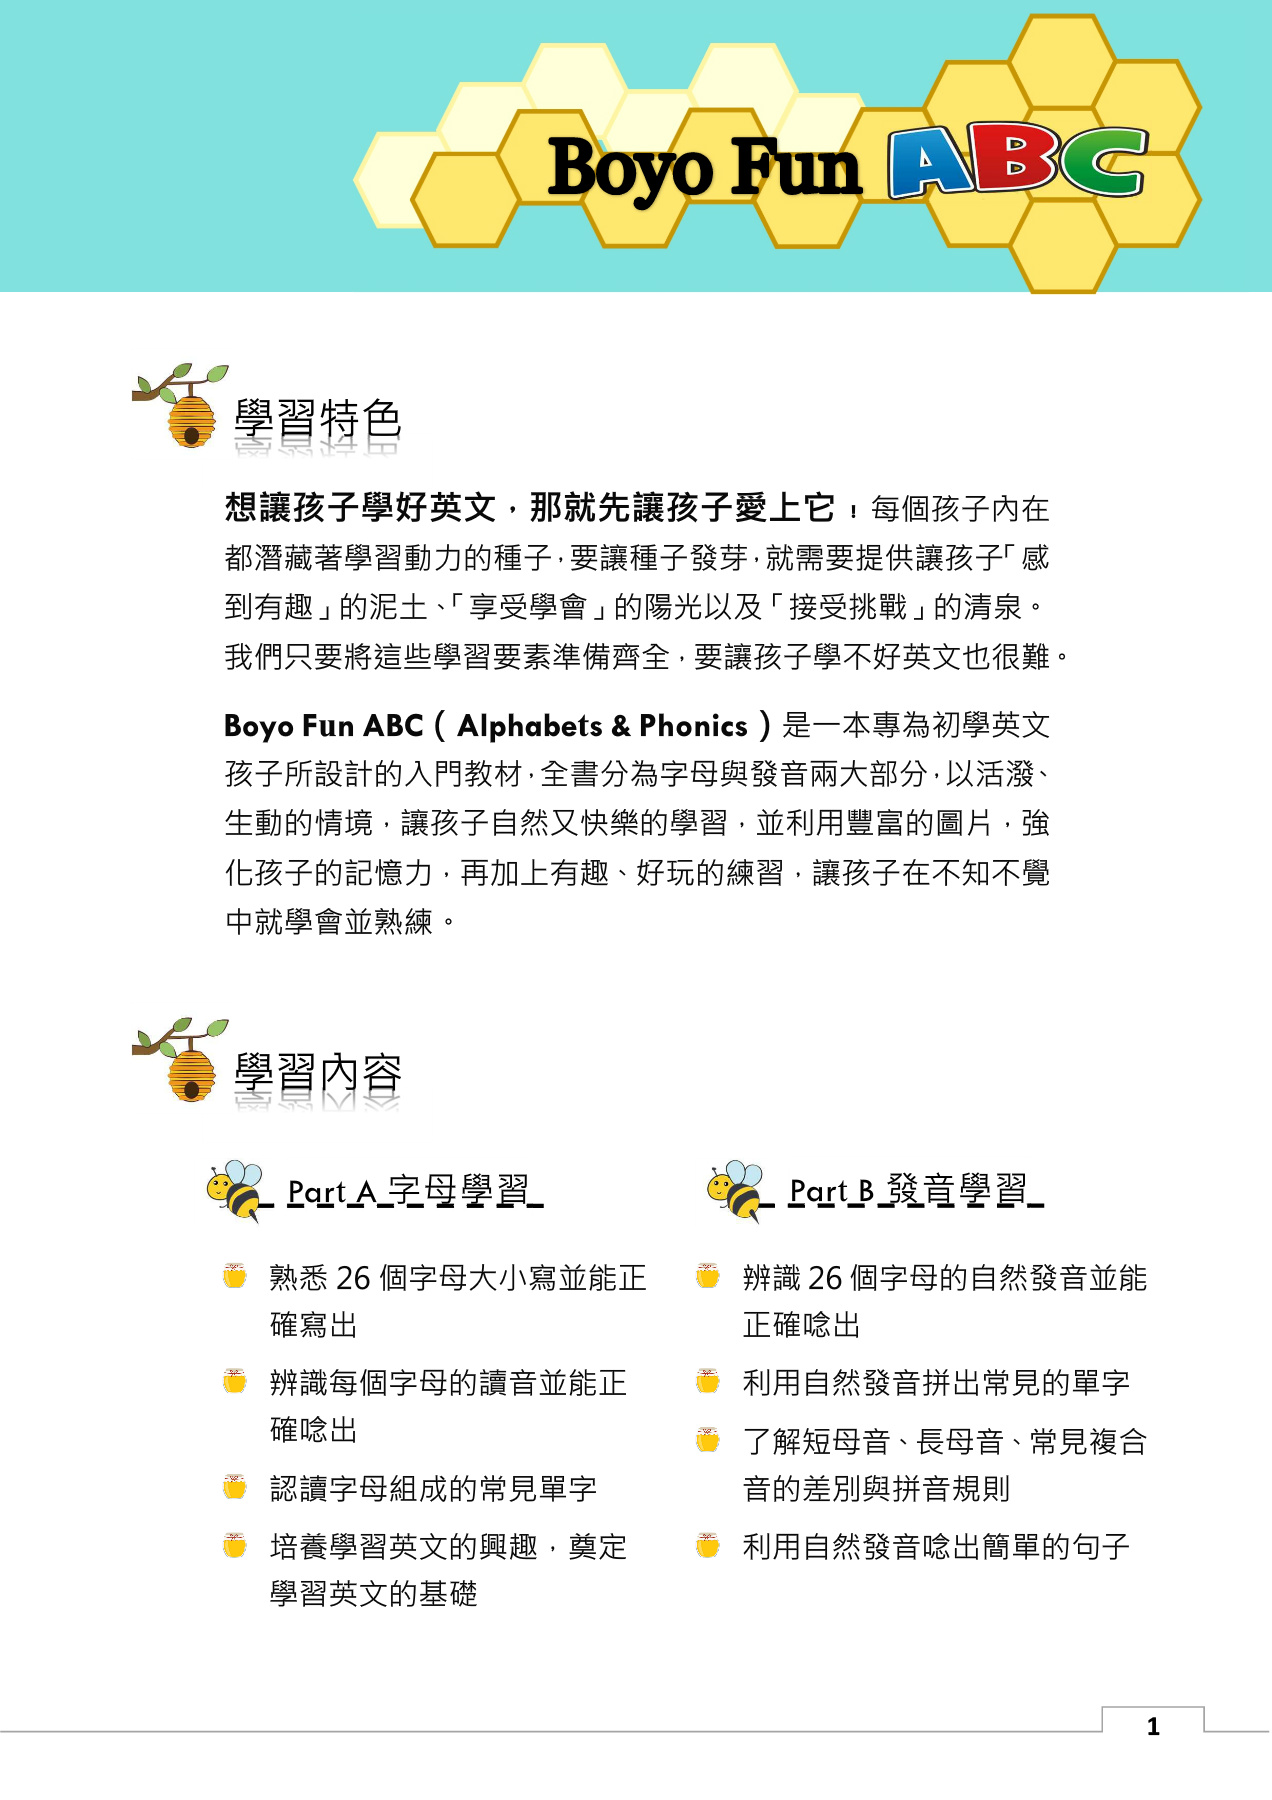 Boyo Fun ABC
學習特色
想讓孩子學好英文，那就先讓孩子愛上它！每個孩子內在
都潛藏著學習動力的種子，要讓種子發芽，就需要提供讓孩子「感
到有趣」的泥土、「享受學會」的陽光以及「接受挑戰」的清泉。
我們只要將這些學習要素準備齊全，要讓孩子學不好英文也很難。
Boyo Fun ABC（Alphabets & Phonics）是一本專為初學英文
孩子所設計的入門教材，全書分為字母與發音兩大部分，以活潑、
生動的情境，讓孩子自然又快樂的學習，並利用豐富的圖片，強
化孩子的記憶力，再加上有趣、好玩的練習，讓孩子在不知不覺
中就學會並熟練。
學習內容
Part A 字母學習
熟悉 26 個字母大小寫並能正
確寫出
辨識每個字母的讀音並能正
確唸出
認讀字母組成的常見單字
培養學習英文的興趣，奠定
學習英文的基礎
Part B 發音學習
辨識 26 個字母的自然發音並能
正確唸出
利用自然發音拼出常見的單字
了解短母音、長母音、常見複合
音的差別與拼音規則
利用自然發音唸出簡單的句子
1